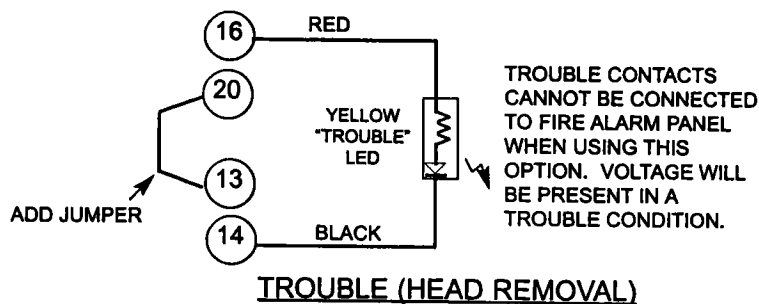 16
RED
20
YELLOW
"TROUBLE"
LED
TROUBLE CONTACTS
CANNOT BE CONNECTED
TO FIRE ALARM PANEL
WHEN USING THIS
OPTION. VOLTAGE WILL
BE PRESENT IN A
TROUBLE CONDITION.
13
ADD JUMPER
14
BLACK
TROUBLE (HEAD REMOVAL)